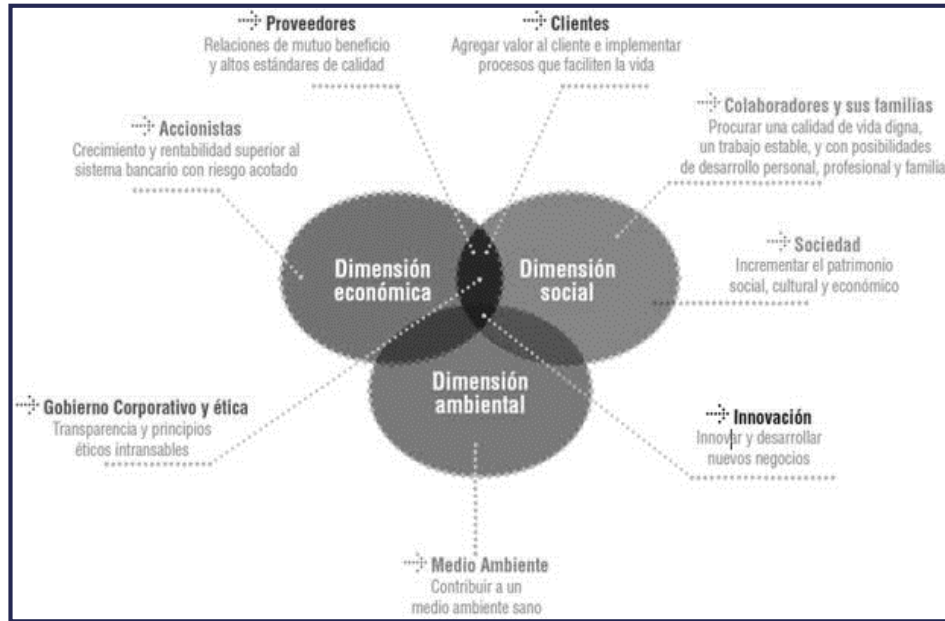 Proveedores
Relaciones de mutuo beneficio
y altos estándares de calidad
Clientes
Agregar valor al cliente e implementar
procesos que faciliten la vida
Accionistas
Crecimiento y rentabilidad superior al
sistema bancario con riesgo acotado
Colaboradores y sus familias
Procurar una calidad de vida digna,
un trabajo estable, y con posibilidades
de desarrollo personal, profesional y familia
Dimensión
económica
Dimensión
social
Sociedad
Incrementar el patrimonio
social, cultural y económico
Dimensión
ambiental
Gobierno Corporativo y ética
Transparencia y principios
éticos intransables
Innovación
Innovar y desarrollar
nuevos negocios
Medio Ambiente
Contribuir a un
medio ambiente sano